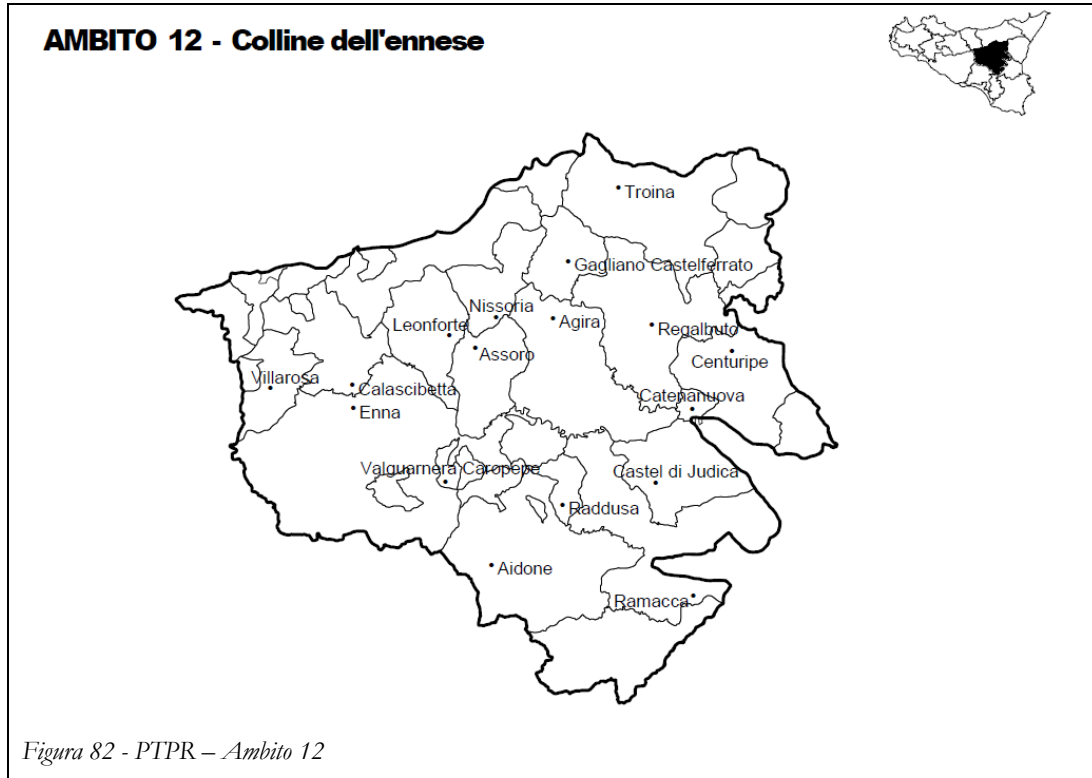 AMBITO 12 - Colline dell'ennese
Troina
Gagliano Castelferrato
Nissoria
Agira
Leonforte
Regalbuto
Assoro
Centuripe
Villarosa
Calascibetta
Catenanuova
Enna
Valguarnera Caropepe
Castel di Judica
Raddusa
Aidone
Ramacca
Figura 82 - PTPR – Ambito 12